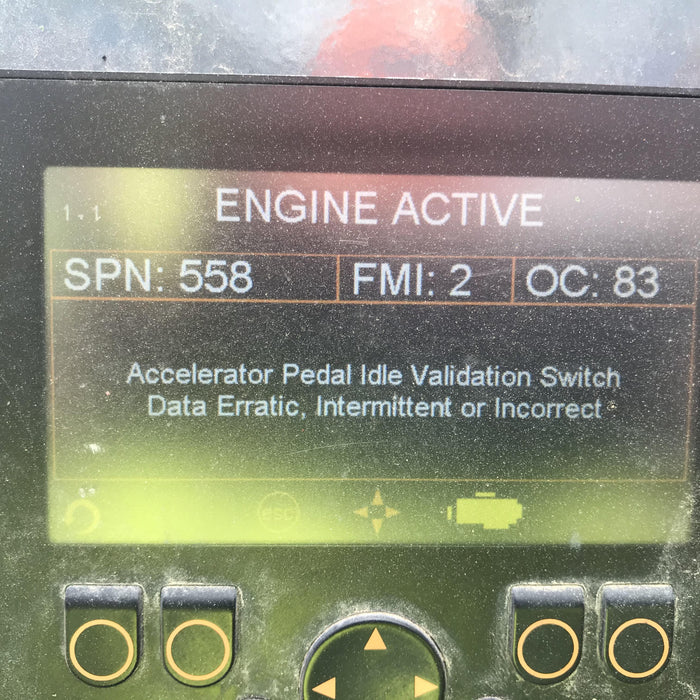 1.1
ENGINE ACTIVE
SPN: 558 FMI: 2 OC: 83
Accelerator Pedal Idle Validation Switch
Data Erratic, Intermittent or Incorrect
esc